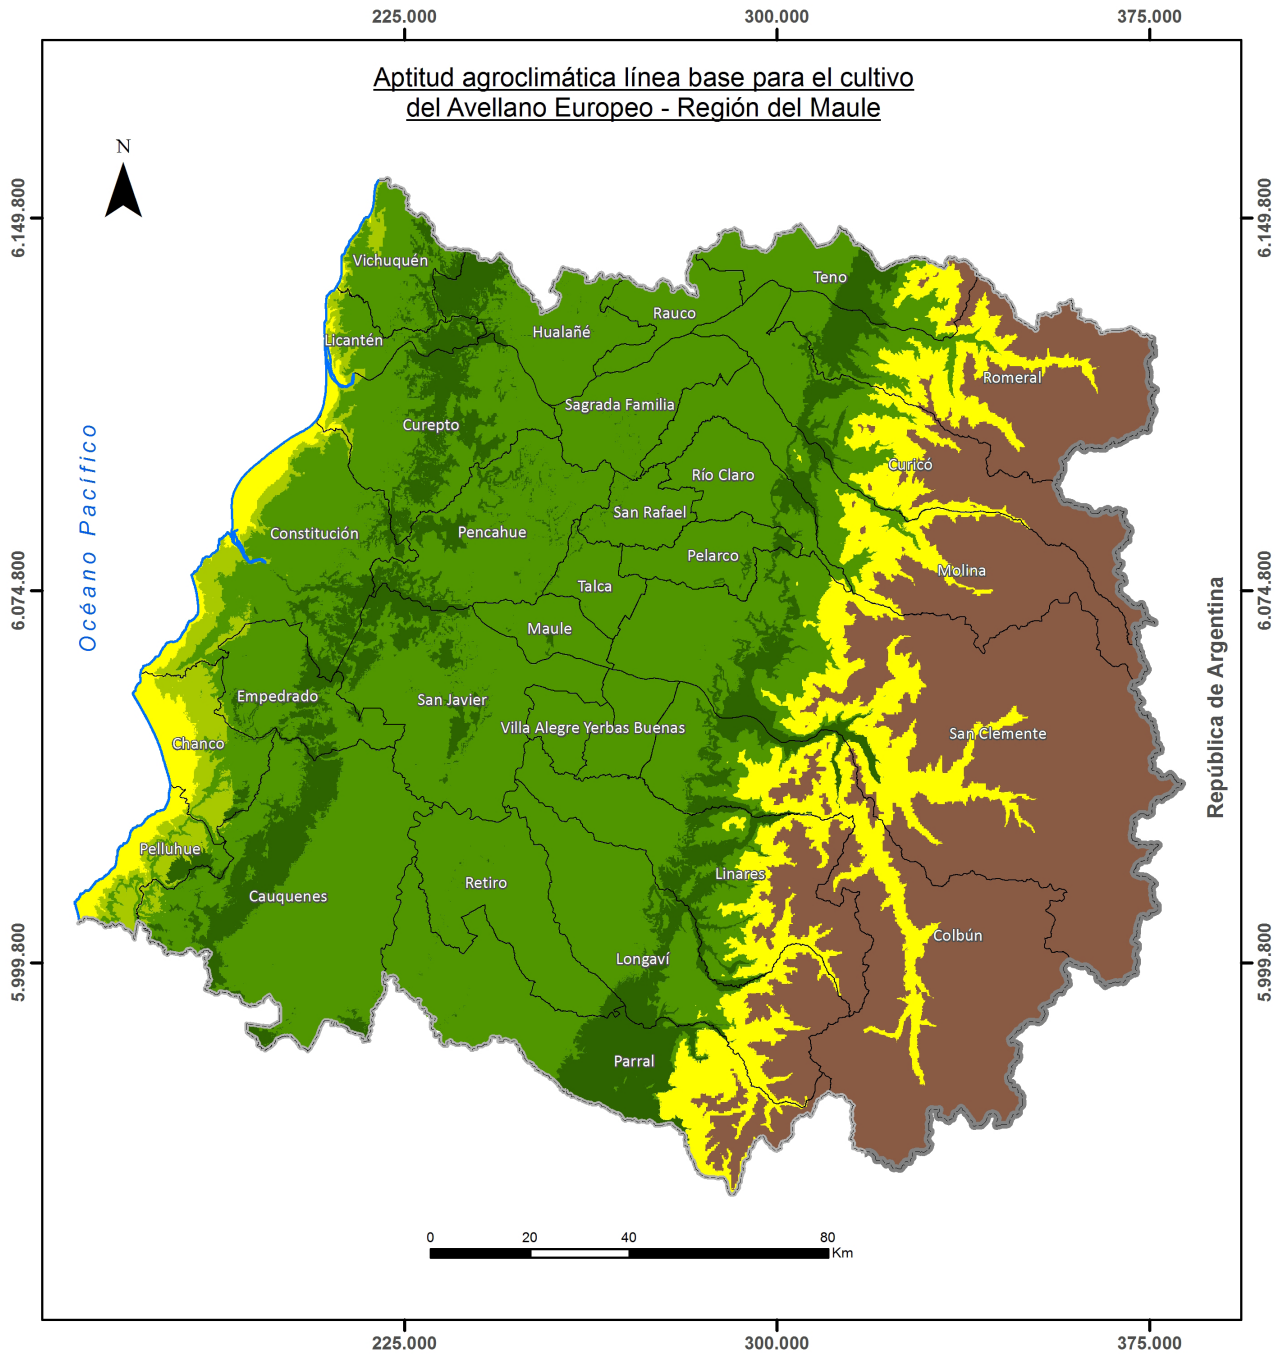 225.000
300.000
375.000
Aptitud agroclimática línea base para el cultivo
del Avellano Europeo - Región del Maule
N
6.149.800
6.149.800
Vichuquén
Teno
Rauco
Hualañé
Licantén
Romeral
Sagrada Familia
Curepto
Curicó
Río Claro
San Rafael
Constitución
Pencahue
Pelarco
Molina
Océano Pacífico
6.074.800
6.074.800
Talca
Maule
República de Argentina
Empedrado
San Javier
Villa Alegre
Yerbas Buenas
San Clemente
Chanco
Pelluhue
Linares
Retiro
Cauquenes
Colbún
Longaví
5.999.800
5.999.800
Parral
0
20
40
80
Km
225.000
300.000
375.000